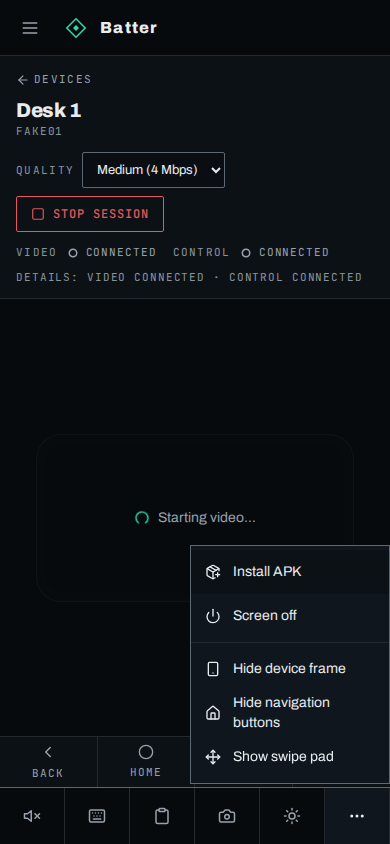 Batter
DEVICES
Desk 1
FAKE01
QUALITY Medium (4 Mbps)
STOP SESSION
VIDEO CONNECTED CONTROL CONNECTED
DETAILS: VIDEO CONNECTED · CONTROL CONNECTED
Starting video…
Install APK
Screen off
Hide device frame
Hide navigation
buttons
Show swipe pad
BACK HOME